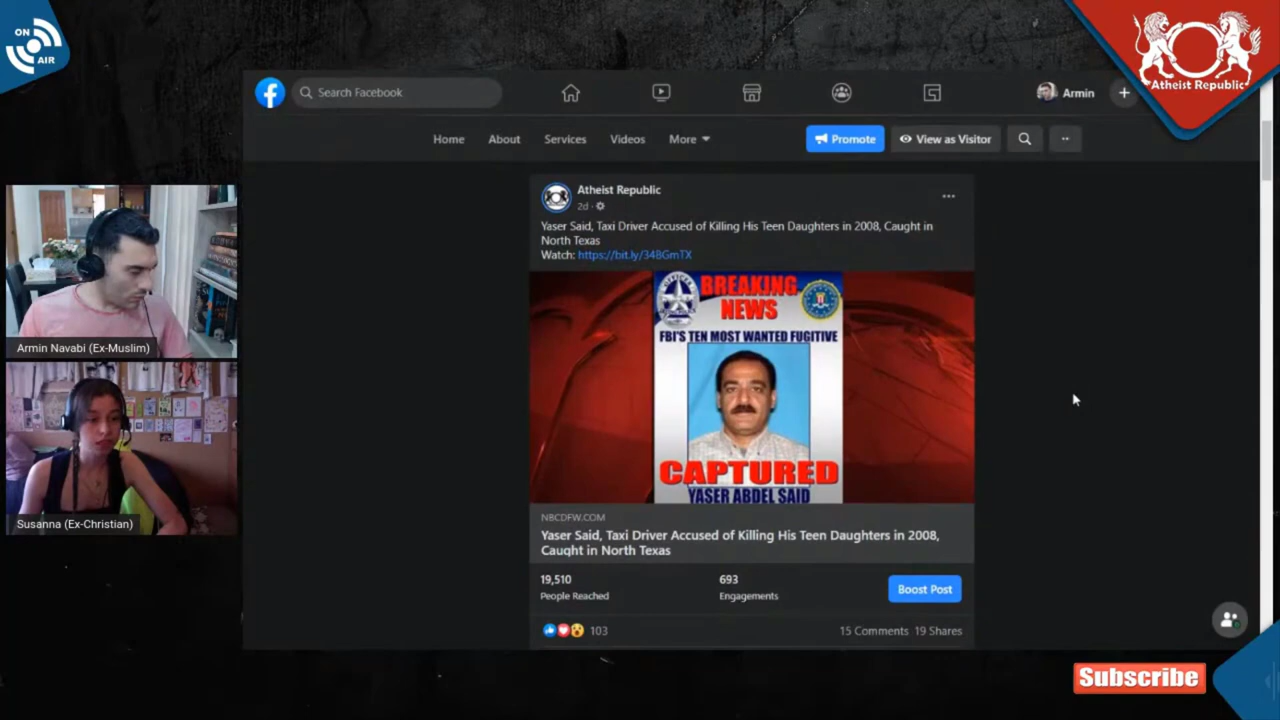 ON
AIR
Atheist Republic
Search Facebook
Armin
Home
About
Services
Videos
More
Promote
View as Visitor
Atheist Republic
2d
Yaser Said, Taxi Driver Accused of Killing His Teen Daughters in 2008, Caught in
North Texas
Watch: https://bit.ly/34BGmTX
BREAKING
NEWS
FBI'S TEN MOST WANTED FUGITIVE
CAPTURED
YASER ABDEL SAID
NBCDFW.COM
Yaser Said, Taxi Driver Accused of Killing His Teen Daughters in 2008,
Caught in North Texas
19,510
People Reached
693
Engagements
Boost Post
103
15 Comments 19 Shares
Armin Navabi (Ex-Muslim)
Susanna (Ex-Christian)
Subscribe